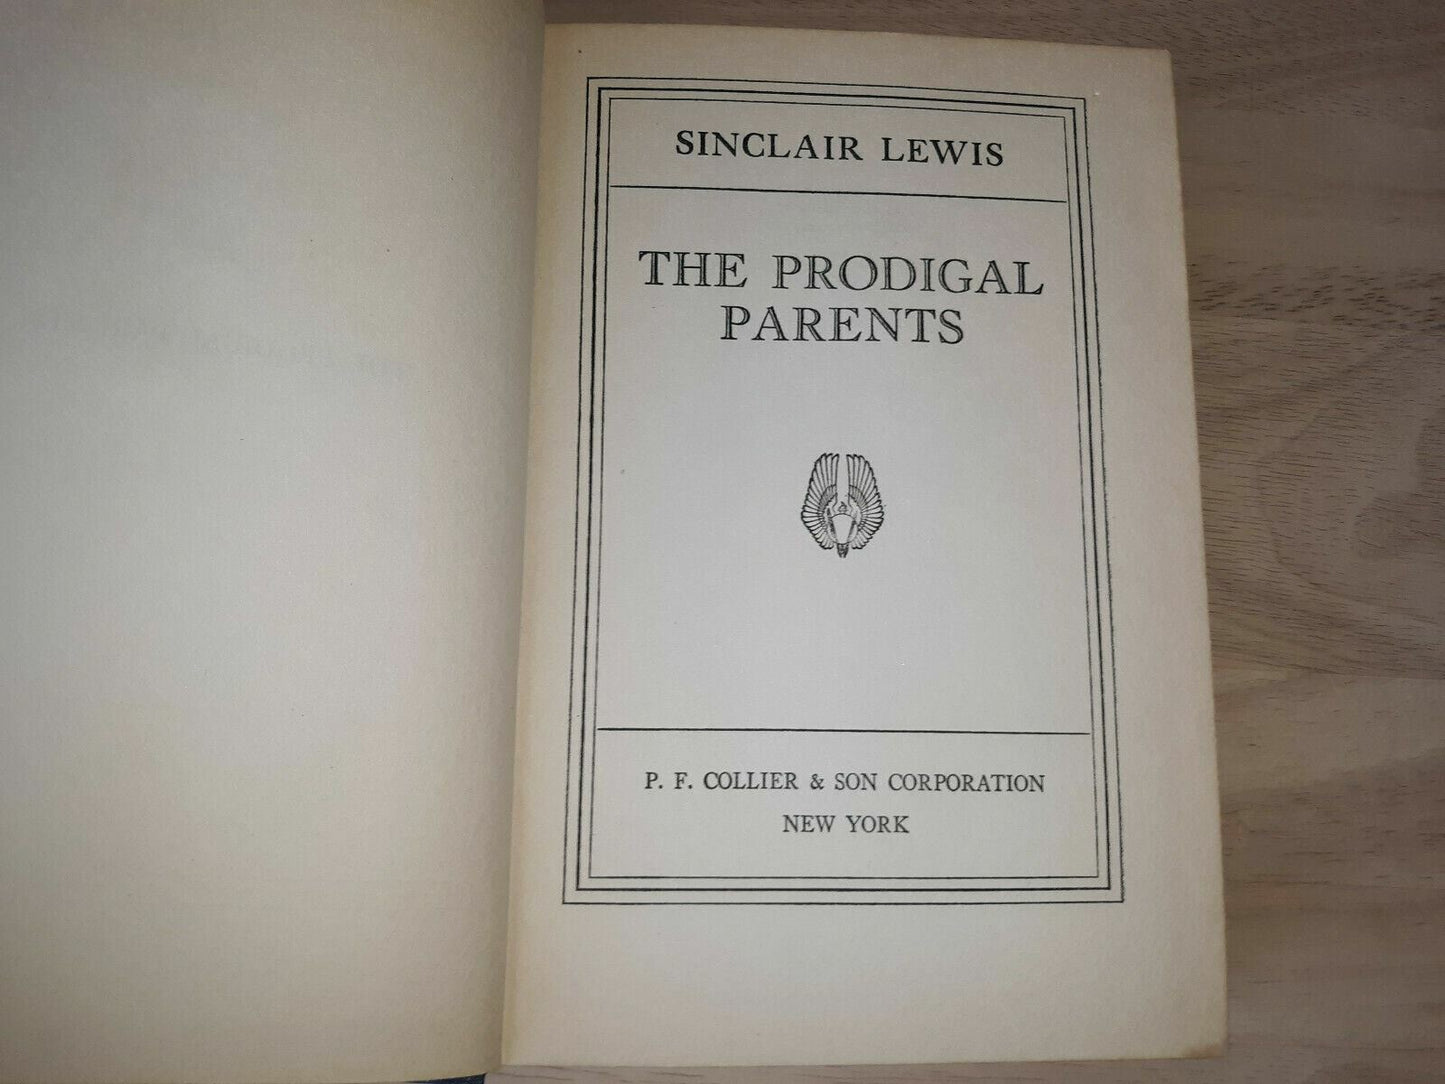 SINCLAIR LEWIS
THE PRODIGAL
PARENTS
P. F. COLLIER & SON CORPORATION
NEW YORK